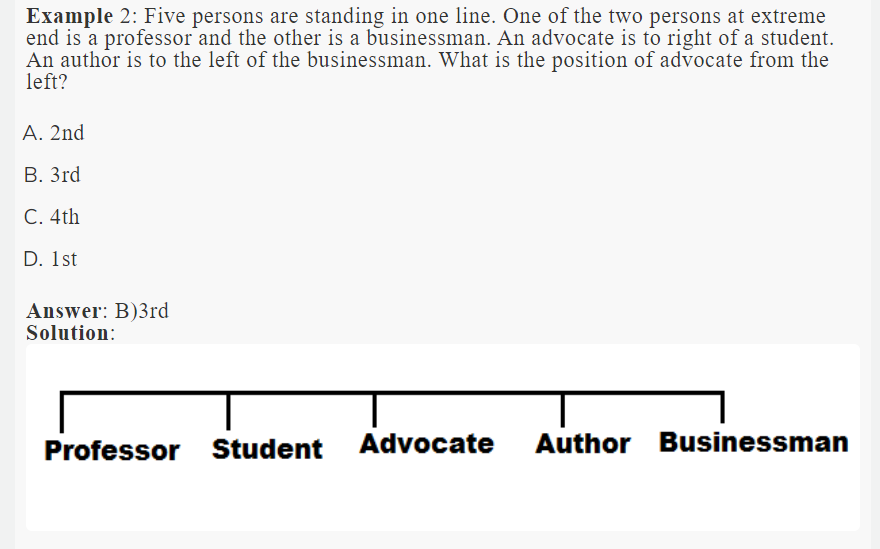 Example 2: Five persons are standing in one line. One of the two persons at extreme
end is a professor and the other is a businessman. An advocate is to right of a student.
An author is to the left of the businessman. What is the position of advocate from the
left?
A. 2nd
B. 3rd
C. 4th
D. 1st
Answer: B)3rd
Solution:
Professor Student Advocate Author Businessman